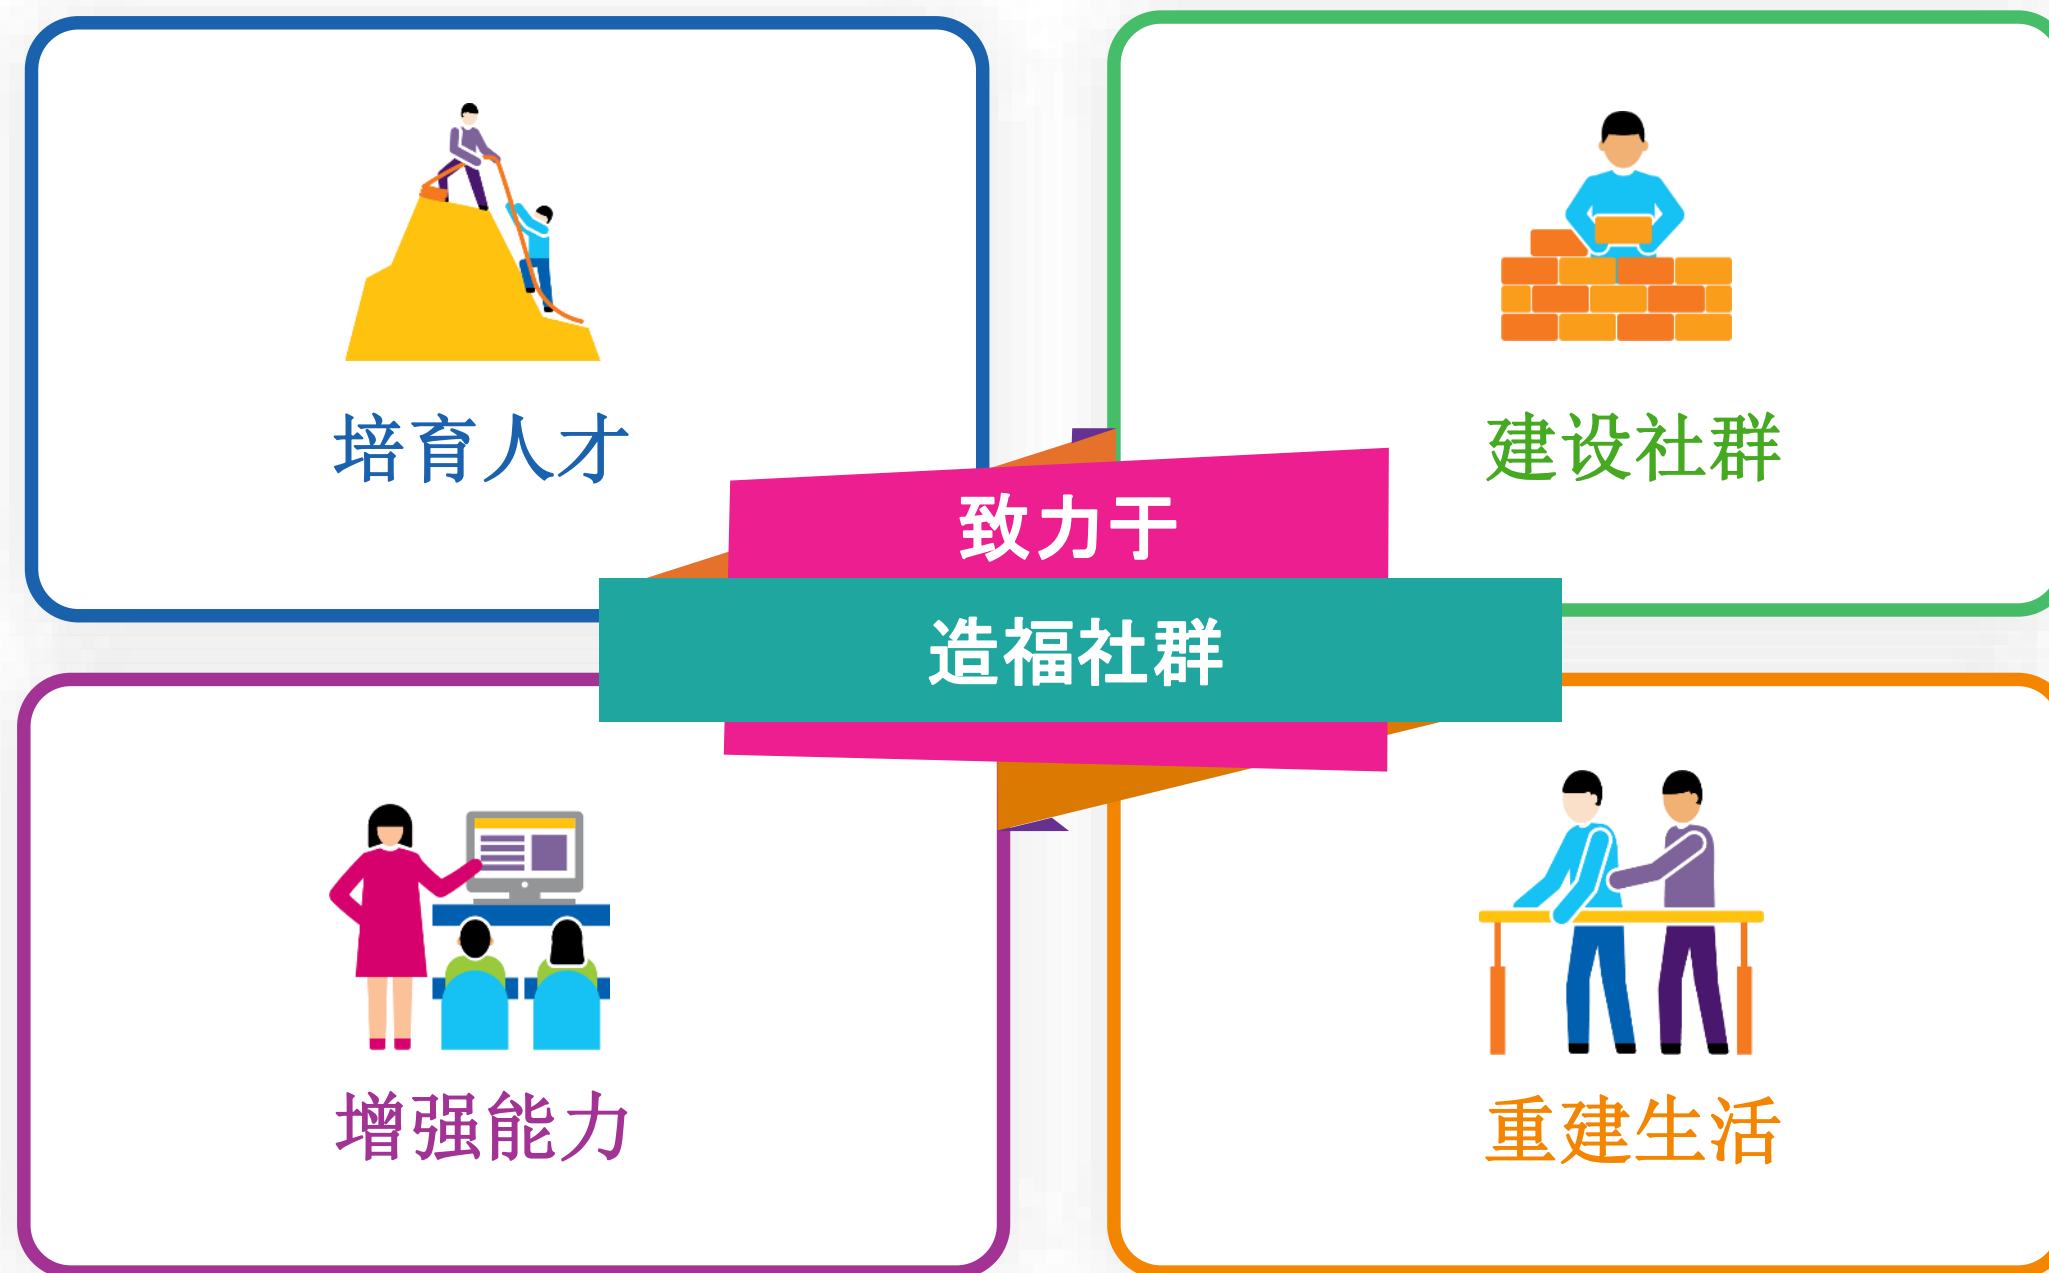 培育人才
建设社群
致力于
造福社群
增强能力
重建生活